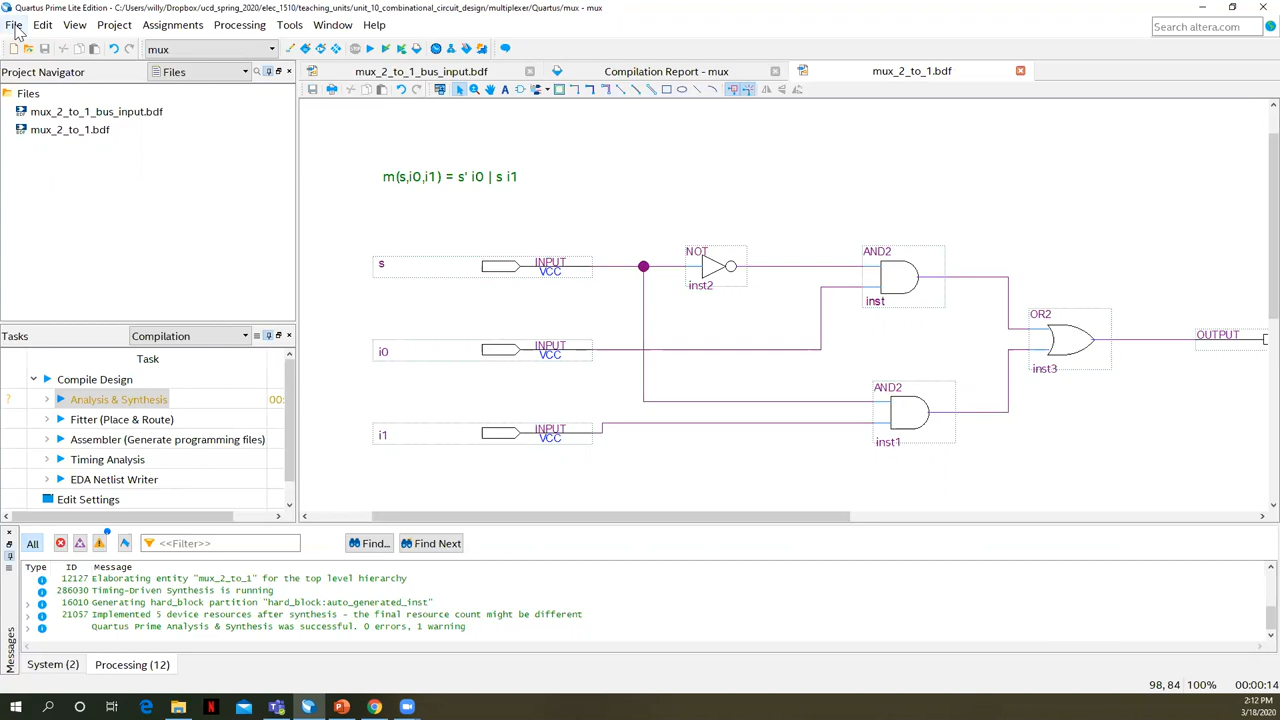 Quartus Prime Lite Edition - C:/Users/willy/Dropbox/ucd_spring_2020/elec_1510/teaching_units/unit_10_combinational_circuit_design/multiplexer/Quartus/mux - mux
File Edit View Project Assignments Processing Tools Window Help
Search altera.com
mux
Project Navigator Files
mux_2_to_1_bus_input.bdf Compilation Report - mux mux_2_to_1.bdf
Files
mux_2_to_1_bus_input.bdf
mux_2_to_1.bdf
m(s,i0,i1) = s' i0 | s i1
s INPUT VCC
NOT inst2
AND2 inst
i0 INPUT VCC
OR2 inst3
OUTPUT
i1 INPUT VCC
AND2 inst1
Tasks Compilation
Task
Compile Design
? Analysis & Synthesis 00:
Fitter (Place & Route)
Assembler (Generate programming files)
Timing Analysis
EDA Netlist Writer
Edit Settings
All <<Filter>> Find... Find Next
Type ID Message
12127 Elaborating entity "mux_2_to_1" for the top level hierarchy
286030 Timing-Driven Synthesis is running
16010 Generating hard_block partition "hard_block:auto_generated_inst"
21057 Implemented 5 device resources after synthesis - the final resource count might be different
Quartus Prime Analysis & Synthesis was successful. 0 errors, 1 warning
Messages
System (2) Processing (12)
98, 84 100% 00:00:14
2:12 PM
3/18/2020